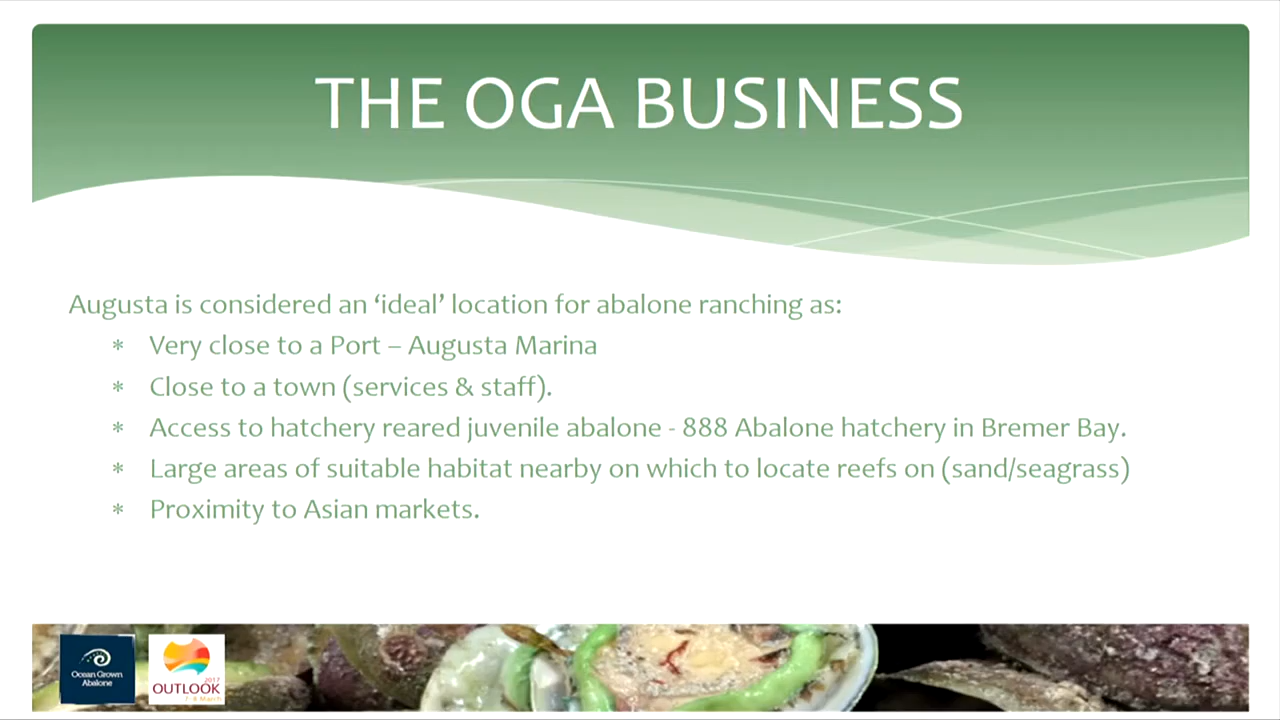 THE OGA BUSINESS
Augusta is considered an ‘ideal’ location for abalone ranching as:
* Very close to a Port – Augusta Marina
* Close to a town (services & staff).
* Access to hatchery reared juvenile abalone - 888 Abalone hatchery in Bremer Bay.
* Large areas of suitable habitat nearby on which to locate reefs on (sand/seagrass)
* Proximity to Asian markets.
Ocean Grown
Abalone
2017
OUTLOOK
7 8 March